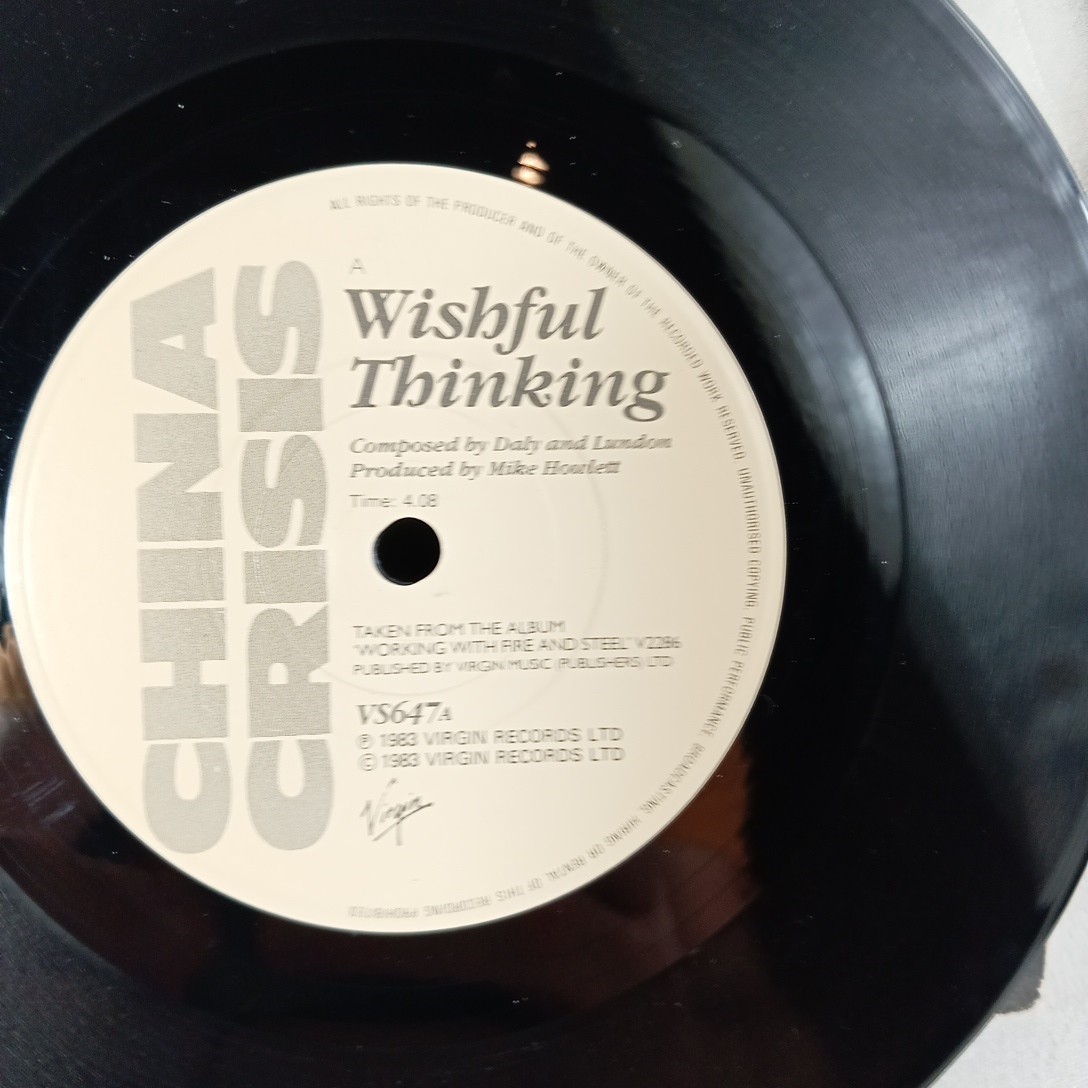 CHINA
CRISIS
A
Wishful
Thinking
Composed by Daly and Lundon
Produced by Mike Howlett
Time: 4.08
TAKEN FROM THE ALBUM
"WORKING WITH FIRE AND STEEL" V2286
PUBLISHED BY VIRGIN MUSIC (PUBLISHERS) LTD
VS647A
℗ 1983 VIRGIN RECORDS LTD
© 1983 VIRGIN RECORDS LTD
Virgin
ALL RIGHTS OF THE PRODUCER AND OF THE OWNER OF THE RECORDED WORK RESERVED. UNAUTHORISED COPYING, PUBLIC PERFORMANCE, BROADCASTING, HIRING OR RENTAL OF THIS RECORDING PROHIBITED